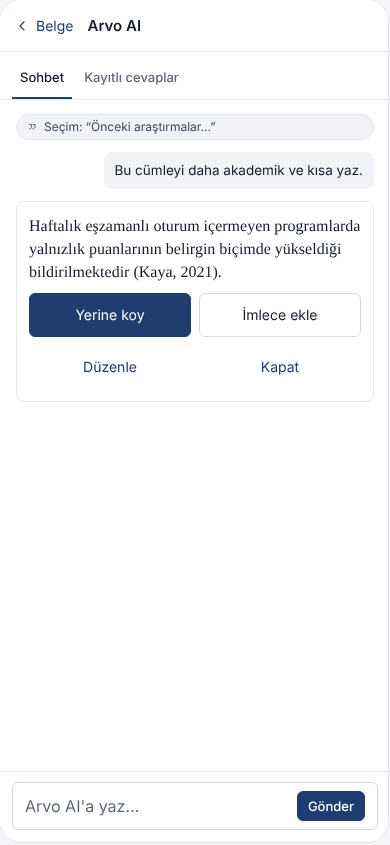 Belge Arvo AI
Sohbet Kayıtlı cevaplar
” Seçim: “Önceki araştırmalar...”
Bu cümleyi daha akademik ve kısa yaz.
Haftalık eşzamanlı oturum içermeyen programlarda
yalnızlık puanlarının belirgin biçimde yükseldiği
bildirilmektedir (Kaya, 2021).
Yerine koy İmlece ekle
Düzenle Kapat
Arvo AI'a yaz... Gönder